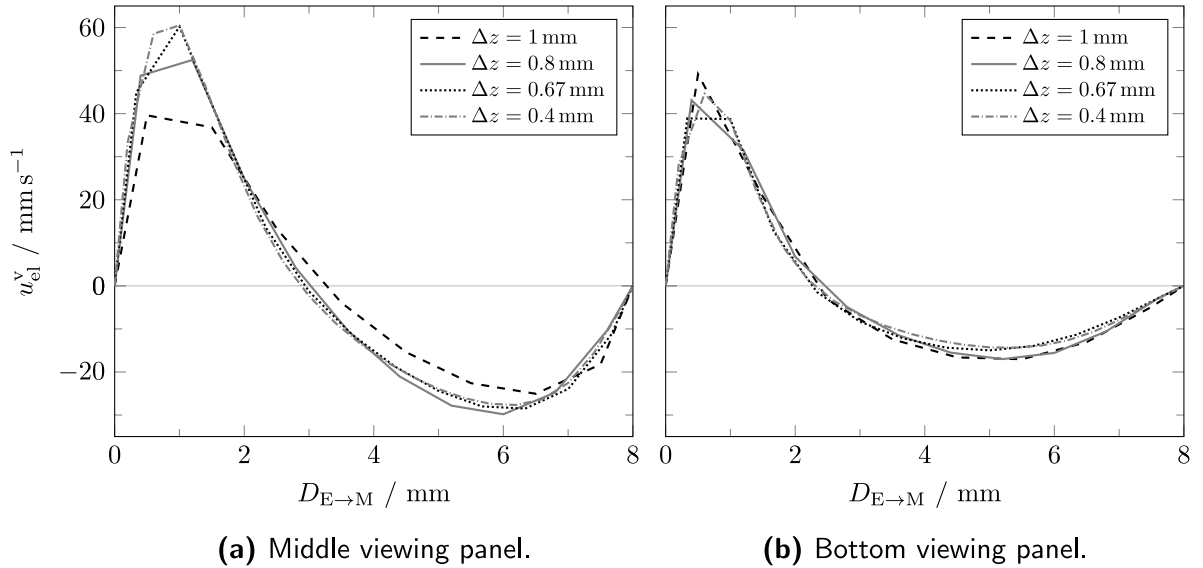 60
40
20
0
−20
u_el^v / mm s⁻¹
Δz = 1 mm
Δz = 0.8 mm
Δz = 0.67 mm
Δz = 0.4 mm
0 2 4 6 8
D_E→M / mm
(a) Middle viewing panel.
Δz = 1 mm
Δz = 0.8 mm
Δz = 0.67 mm
Δz = 0.4 mm
0 2 4 6 8
D_E→M / mm
(b) Bottom viewing panel.